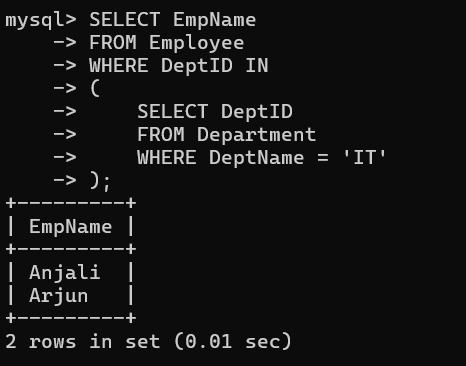 mysql> SELECT EmpName
    -> FROM Employee
    -> WHERE DeptID IN
    -> (
    ->     SELECT DeptID
    ->     FROM Department
    ->     WHERE DeptName = 'IT'
    -> );
+---------+
| EmpName |
+---------+
| Anjali  |
| Arjun   |
+---------+
2 rows in set (0.01 sec)